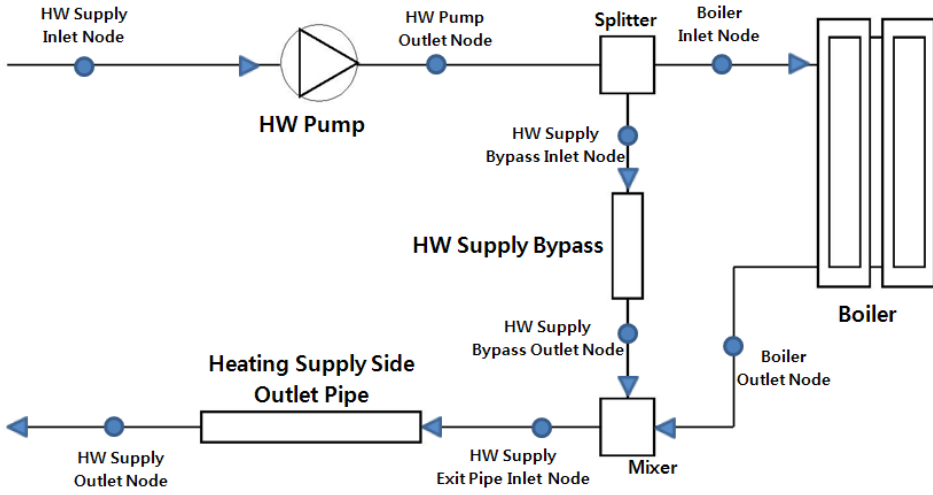 HW Supply
Inlet Node
HW Pump
Outlet Node
Splitter
Boiler
Inlet Node
HW Pump
HW Supply
Bypass Inlet Node
HW Supply Bypass
Boiler
HW Supply
Bypass Outlet Node
Heating Supply Side
Outlet Pipe
Boiler
Outlet Node
HW Supply
Outlet Node
HW Supply
Exit Pipe Inlet Node
Mixer